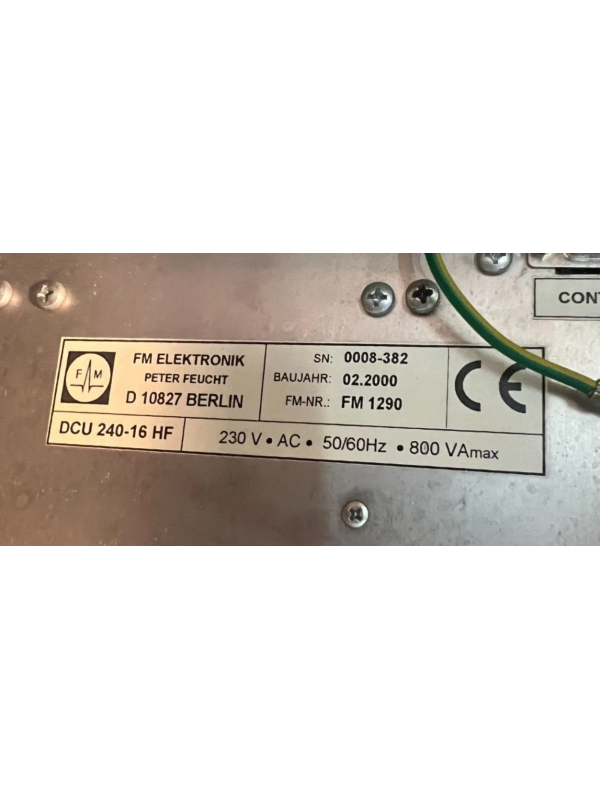 CONT
F M
FM ELEKTRONIK
PETER FEUCHT
D 10827 BERLIN
SN: 0008-382
BAUJAHR: 02.2000
FM-NR.: FM 1290
CE
DCU 240-16 HF
230 V • AC • 50/60Hz • 800 VAmax